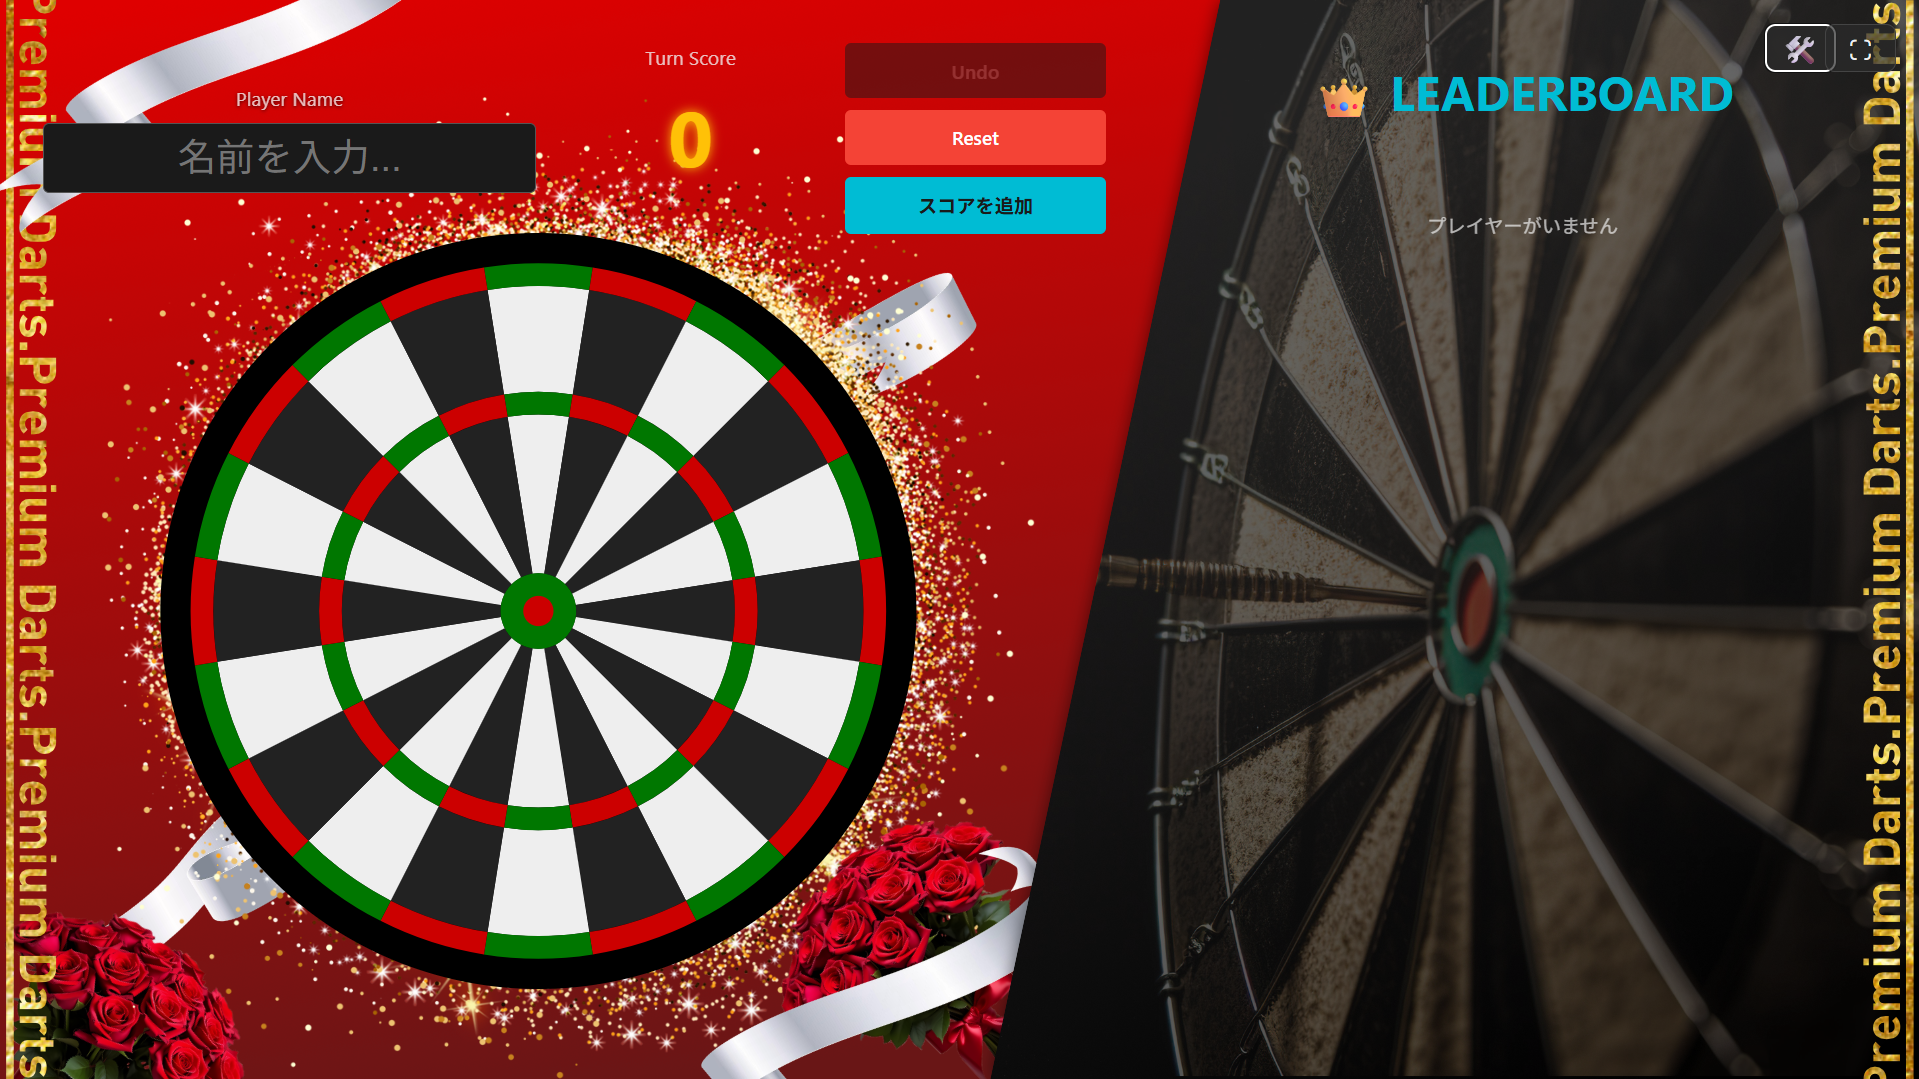 Premium Darts.Premium Darts.Premium Darts
Player Name
名前を入力...
Turn Score
0
Undo
Reset
スコアを追加
👑 LEADERBOARD
プレイヤーがいません
Premium Darts.Premium Darts.Premium Darts